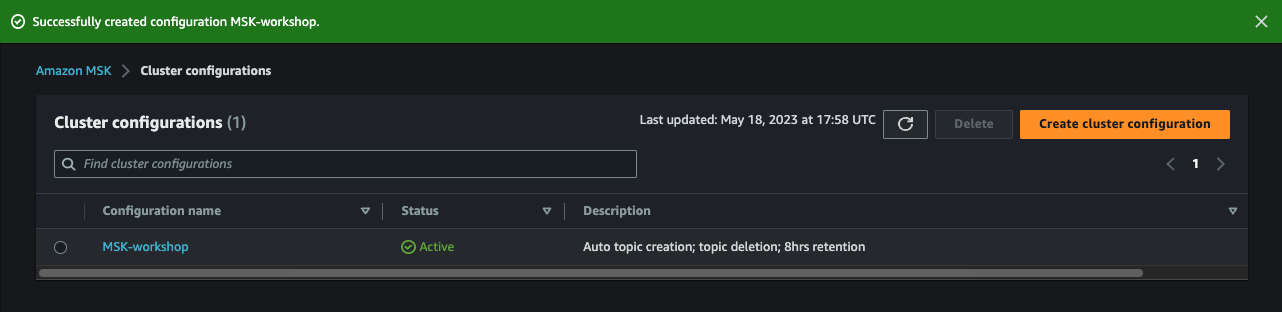 Successfully created configuration MSK-workshop.
Amazon MSK Cluster configurations
Cluster configurations (1) Last updated: May 18, 2023 at 17:58 UTC Delete Create cluster configuration
Find cluster configurations 1
Configuration name Status Description
MSK-workshop Active Auto topic creation; topic deletion; 8hrs retention